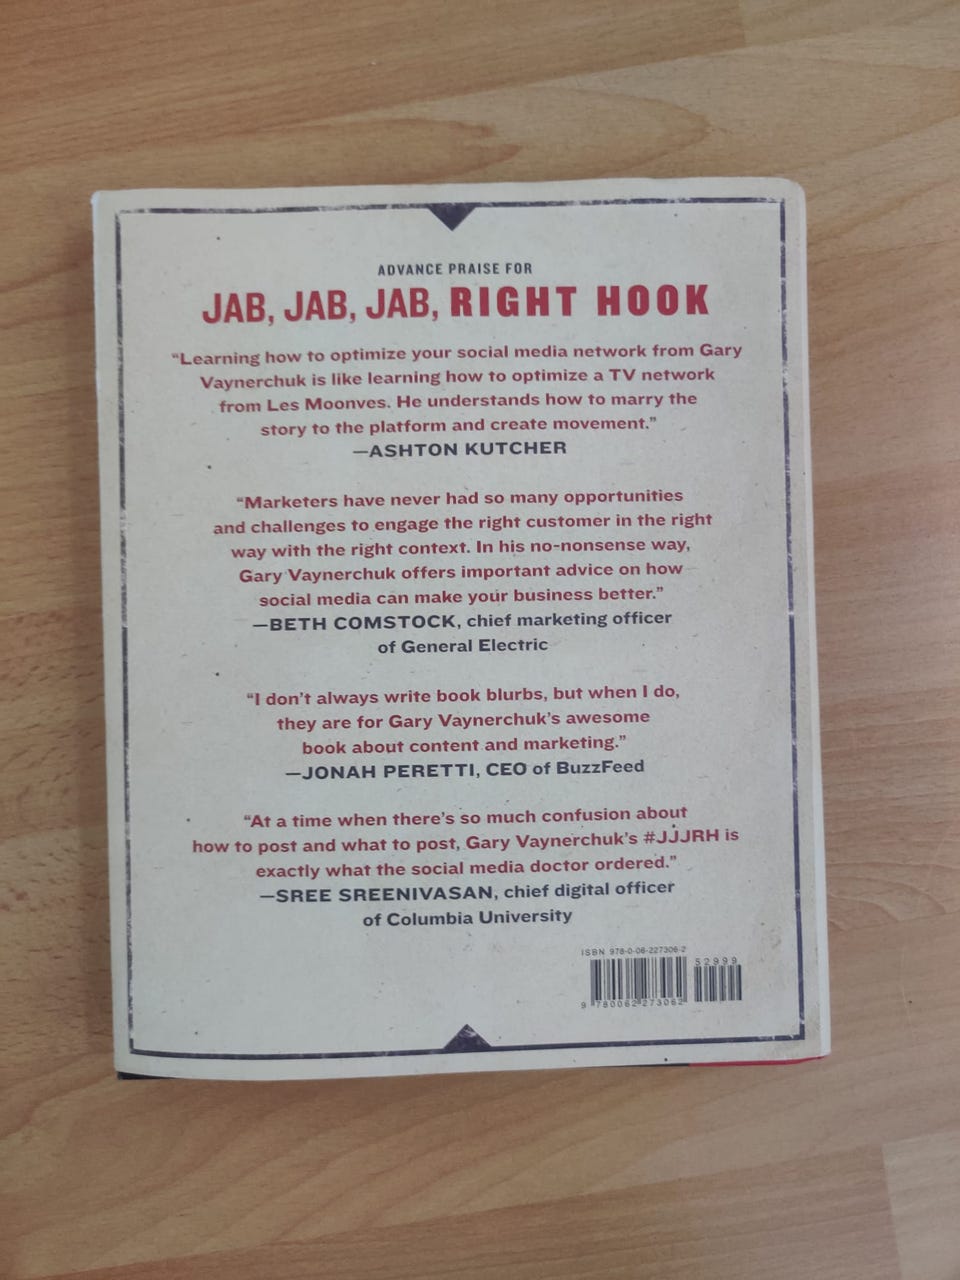 ADVANCE PRAISE FOR
JAB, JAB, JAB, RIGHT HOOK
“Learning how to optimize your social media network from Gary
Vaynerchuk is like learning how to optimize a TV network
from Les Moonves. He understands how to marry the
story to the platform and create movement.”
—ASHTON KUTCHER
“Marketers have never had so many opportunities
and challenges to engage the right customer in the right
way with the right context. In his no-nonsense way,
Gary Vaynerchuk offers important advice on how
social media can make your business better.”
—BETH COMSTOCK, chief marketing officer
of General Electric
“I don’t always write book blurbs, but when I do,
they are for Gary Vaynerchuk’s awesome
book about content and marketing.”
—JONAH PERETTI, CEO of BuzzFeed
“At a time when there’s so much confusion about
how to post and what to post, Gary Vaynerchuk’s #JJJRH is
exactly what the social media doctor ordered.”
—SREE SREENIVASAN, chief digital officer
of Columbia University
ISBN 978-0-06-227306-2
52999
9 780062 273062